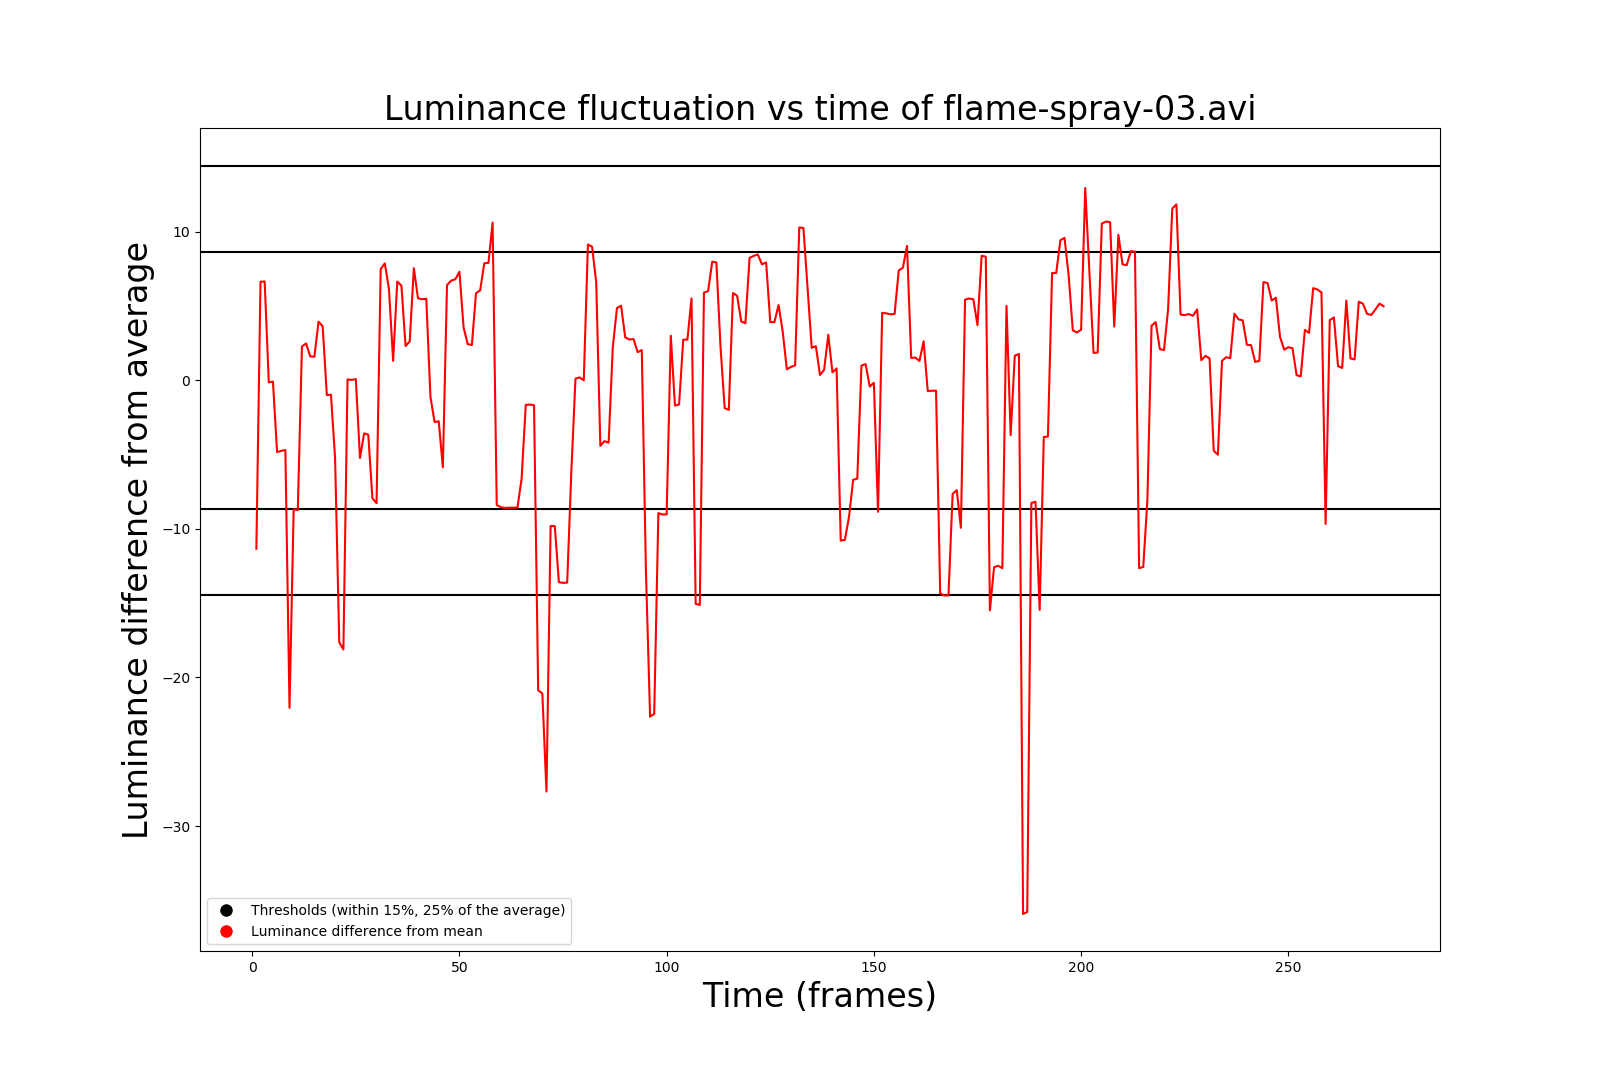 Luminance fluctuation vs time of flame-spray-03.avi
Luminance difference from average
10
0
−10
−20
−30
Thresholds (within 15%, 25% of the average)
Luminance difference from mean
0 50 100 150 200 250
Time (frames)